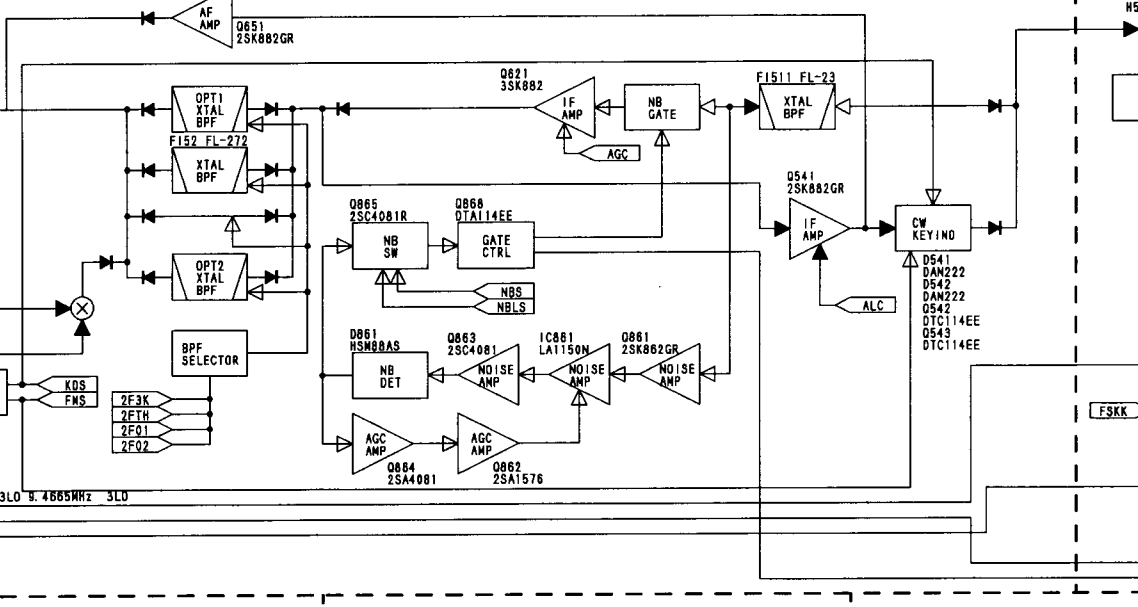 H5
AF
AMP
Q651
2SK882GR
OPT1
XTAL
BPF
FI52 FL-272
XTAL
BPF
OPT2
XTAL
BPF
BPF
SELECTOR
KDS
FMS
2F3K
2FTH
2FO1
2FO2
3LO 9.4665MHz 3LO
Q621
3SK882
IF
AMP
AGC
NB
GATE
FI511 FL-23
XTAL
BPF
Q541
2SK882GR
IF
AMP
ALC
CW
KEYING
D541
DAN222
D542
DAN222
Q542
DTC114EE
Q543
DTC114EE
Q865
2SC4081R
NB
SW
Q868
DTA114EE
GATE
CTRL
NBS
NBLS
D861
HSM88AS
NB
DET
Q863
2SC4081
NOISE
AMP
IC861
LA1150N
NOISE
AMP
Q861
2SK882GR
NOISE
AMP
AGC
AMP
Q864
2SA4081
AGC
AMP
Q862
2SA1576
FSKK